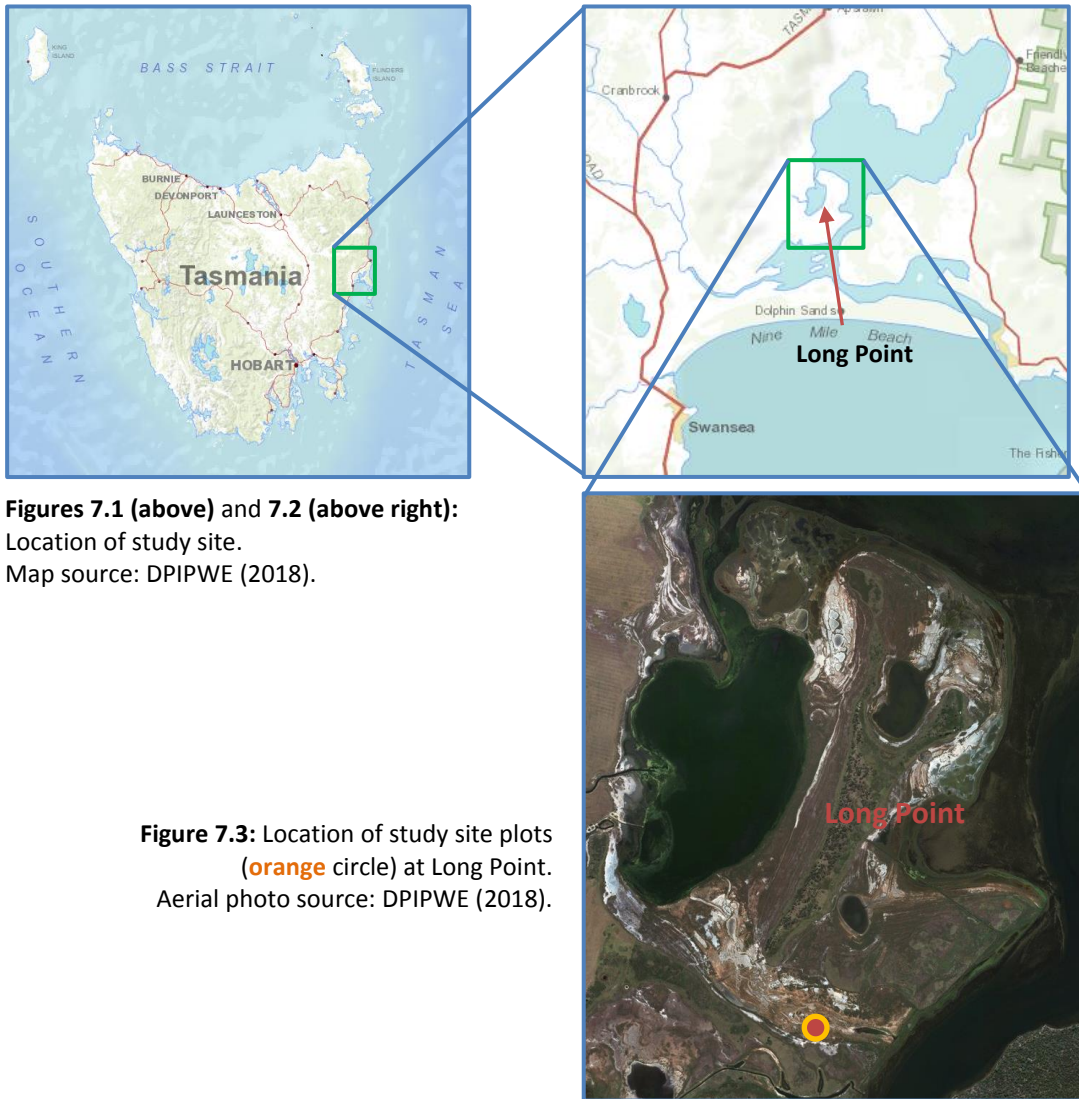 KING
ISLAND
BASS STRAIT
FLINDERS
ISLAND
BURNIE
DEVONPORT
LAUNCESTON
Tasmania
HOBART
SOUTHERN
OCEAN
TASMAN
SEA
TASM
Cranbrook
Friendly
Beaches
OAD
Dolphin Sands
Nine Mile Beach
Long Point
Swansea
The Fishe
Figures 7.1 (above) and 7.2 (above right):
Location of study site.
Map source: DPIPWE (2018).
Long Point
Figure 7.3: Location of study site plots
(orange circle) at Long Point.
Aerial photo source: DPIPWE (2018).